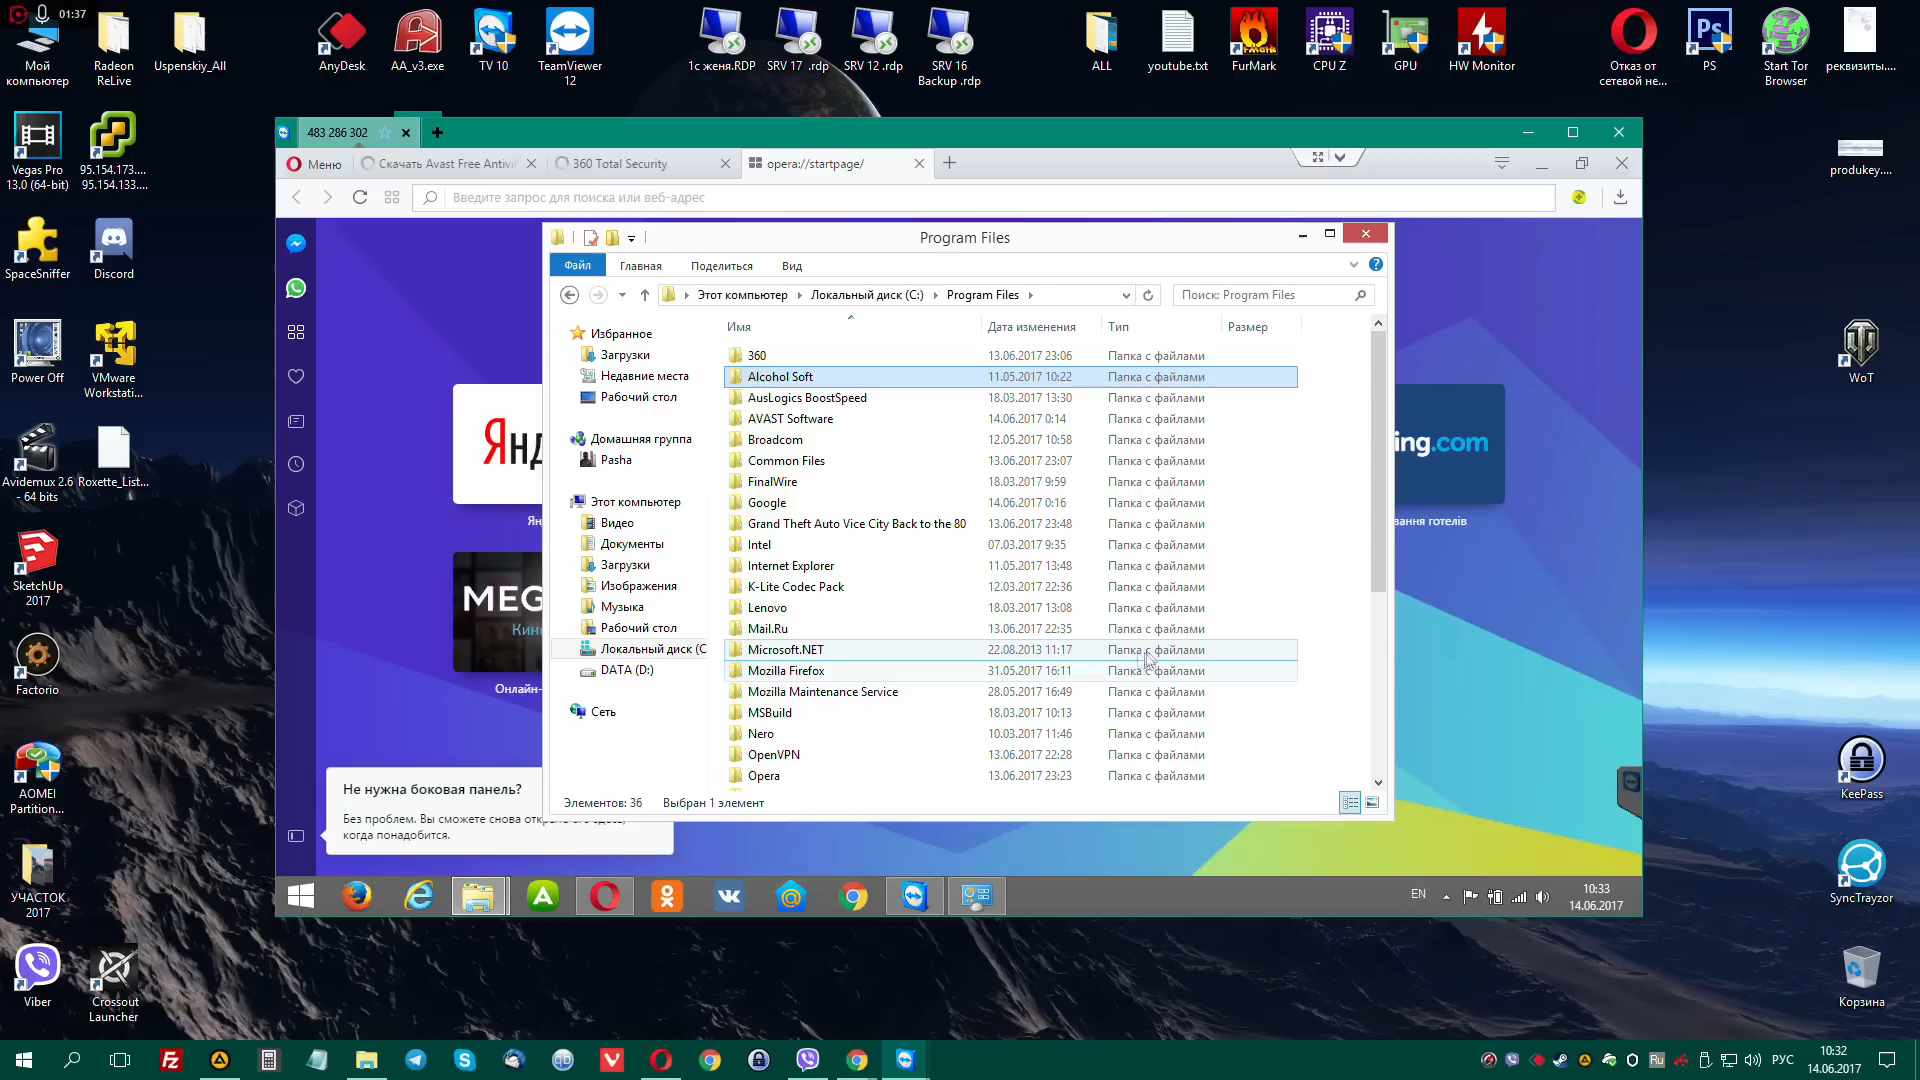 01:37
Мой
компьютер
Radeon
ReLive
Uspenskiy_All
AnyDesk
AA_v3.exe
TV 10
TeamViewer
12
1с женя.RDP
SRV 17 .rdp
SRV 12 .rdp
SRV 16
Backup .rdp
ALL
youtube.txt
FurMark
CPU Z
GPU
HW Monitor
Отказ от
сетевой не...
PS
Start Tor
Browser
реквизиты....
Vegas Pro
13.0 (64-bit)
95.154.173....
95.154.133....
produkey....
SpaceSniffer
Discord
Power Off
VMware
Workstati...
WoT
Avidemux 2.6
- 64 bits
Roxette_List...
SketchUp
2017
Factorio
AOMEI
Partition...
KeePass
УЧАСТОК
2017
SyncTrayzor
Viber
Crossout
Launcher
Корзина
483 286 302
Меню
Скачать Avast Free Antivi
360 Total Security
opera://startpage/
Введите запрос для поиска или веб-адрес
Program Files
Файл
Главная
Поделиться
Вид
Этот компьютер
Локальный диск (C:)
Program Files
Поиск: Program Files
Избранное
Загрузки
Недавние места
Рабочий стол
Домашняя группа
Pasha
Этот компьютер
Видео
Документы
Загрузки
Изображения
Музыка
Рабочий стол
Локальный диск (C
DATA (D:)
Сеть
Имя Дата изменения Тип Размер
360 13.06.2017 23:06 Папка с файлами
Alcohol Soft 11.05.2017 10:22 Папка с файлами
AusLogics BoostSpeed 18.03.2017 13:30 Папка с файлами
AVAST Software 14.06.2017 0:14 Папка с файлами
Broadcom 12.05.2017 10:58 Папка с файлами
Common Files 13.06.2017 23:07 Папка с файлами
FinalWire 18.03.2017 9:59 Папка с файлами
Google 14.06.2017 0:16 Папка с файлами
Grand Theft Auto Vice City Back to the 80 13.06.2017 23:48 Папка с файлами
Intel 07.03.2017 9:35 Папка с файлами
Internet Explorer 11.05.2017 13:48 Папка с файлами
K-Lite Codec Pack 12.03.2017 22:36 Папка с файлами
Lenovo 18.03.2017 13:08 Папка с файлами
Mail.Ru 13.06.2017 22:35 Папка с файлами
Microsoft.NET 22.08.2013 11:17 Папка с файлами
Mozilla Firefox 31.05.2017 16:11 Папка с файлами
Mozilla Maintenance Service 28.05.2017 16:49 Папка с файлами
MSBuild 18.03.2017 10:13 Папка с файлами
Nero 10.03.2017 11:46 Папка с файлами
OpenVPN 13.06.2017 22:28 Папка с файлами
Opera 13.06.2017 23:23 Папка с файлами
Элементов: 36
Выбран 1 элемент
Янд
Ян
MEG
Кин
Онлайн-
ing.com
ання готелів
Не нужна боковая панель?
Без проблем. Вы сможете снова
когда понадобится.
EN
10:33
14.06.2017
Ru
РУС
10:32
14.06.2017